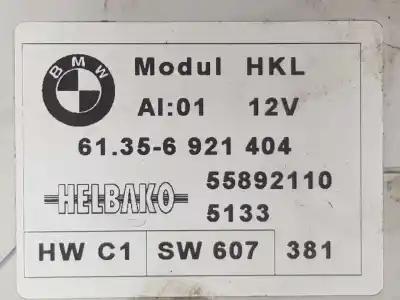 BMW
Modul HKL
AI:01 12V
61.35-6 921 404
HELBAKO
55892110
5133
HW C1 SW 607 381